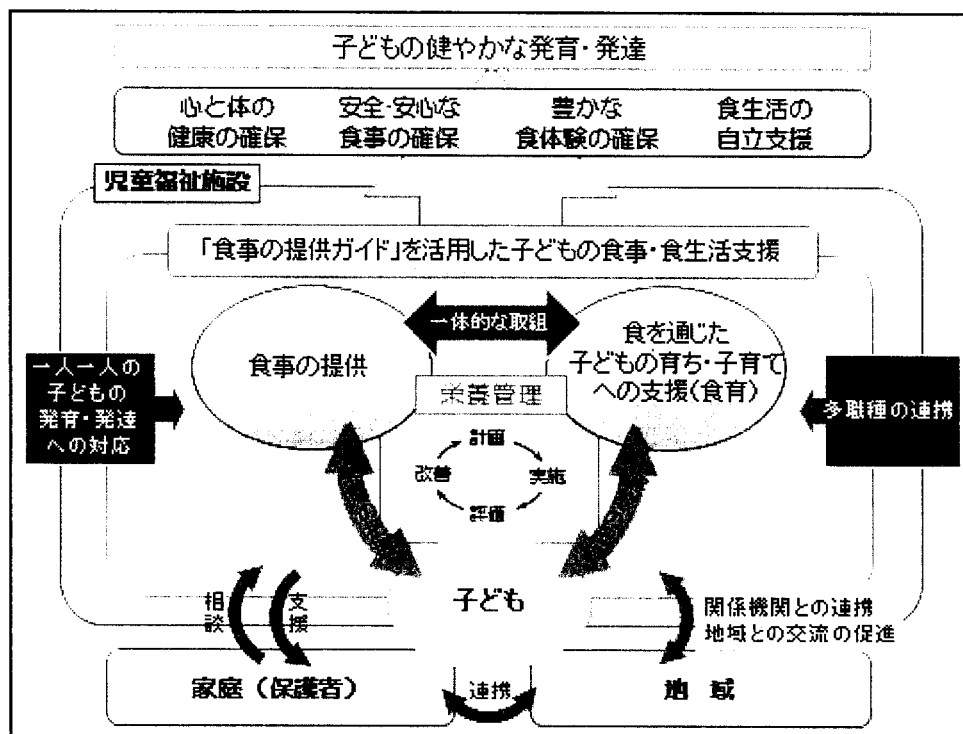 子どもの健やかな発育・発達
心と体の
健康の確保
安全・安心な
食事の確保
豊かな
食体験の確保
食生活の
自立支援
児童福祉施設
「食事の提供ガイド」を活用した子どもの食事・食生活支援
一体的な取組
食事の提供
食を通じた
子どもの育ち・子育て
への支援(食育)
栄養管理
一人一人の
子どもの
発育・発達
への対応
多職種の連携
計画
改善
実施
評価
子ども
相談
支援
関係機関との連携
地域との交流の促進
家庭(保護者)
連携
地 域